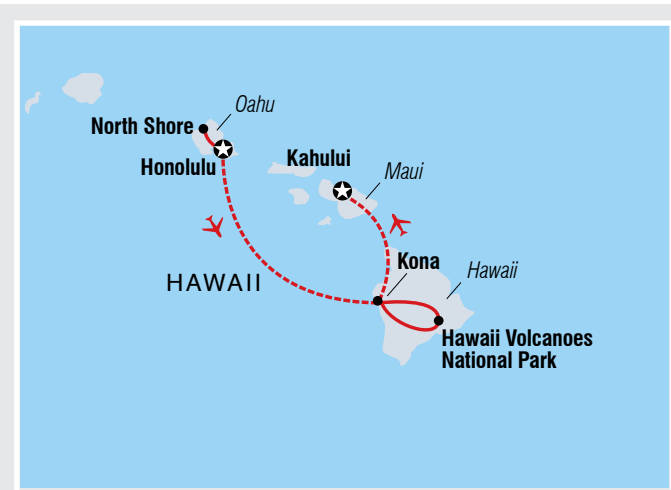 Oahu
North Shore
Honolulu
Kahului
Maui
Kona
Hawaii
HAWAII
Hawaii Volcanoes
National Park